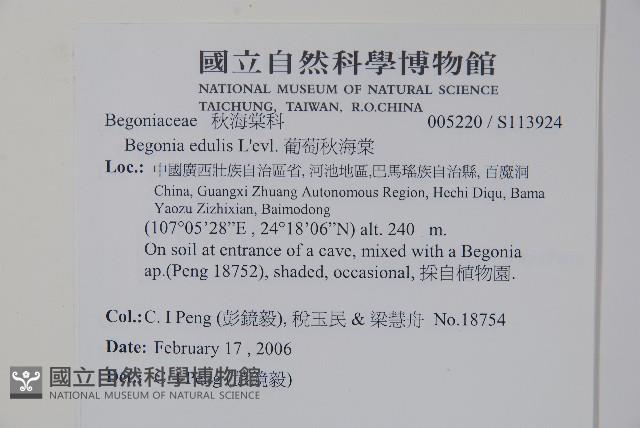 國立自然科學博物館
NATIONAL MUSEUM OF NATURAL SCIENCE
TAICHUNG, TAIWAN, R.O.CHINA
Begoniaceae 秋海棠科 005220 / S113924
Begonia edulis L'evl. 葡萄秋海棠
Loc.: 中國廣西壯族自治區省, 河池地區,巴馬瑤族自治縣, 百魔洞
China, Guangxi Zhuang Autonomous Region, Hechi Diqu, Bama
Yaozu Zizhixian, Baimodong
(107°05'28"E , 24°18'06"N) alt. 240 m.
On soil at entrance of a cave, mixed with a Begonia
ap.(Peng 18752), shaded, occasional, 採自植物園.
Col.: C. I Peng (彭鏡毅), 稅玉民 & 梁慧舟 No.18754
Date: February 17 , 2006
Det.: C. I Peng (彭鏡毅)
國立自然科學博物館
NATIONAL MUSEUM OF NATURAL SCIENCE